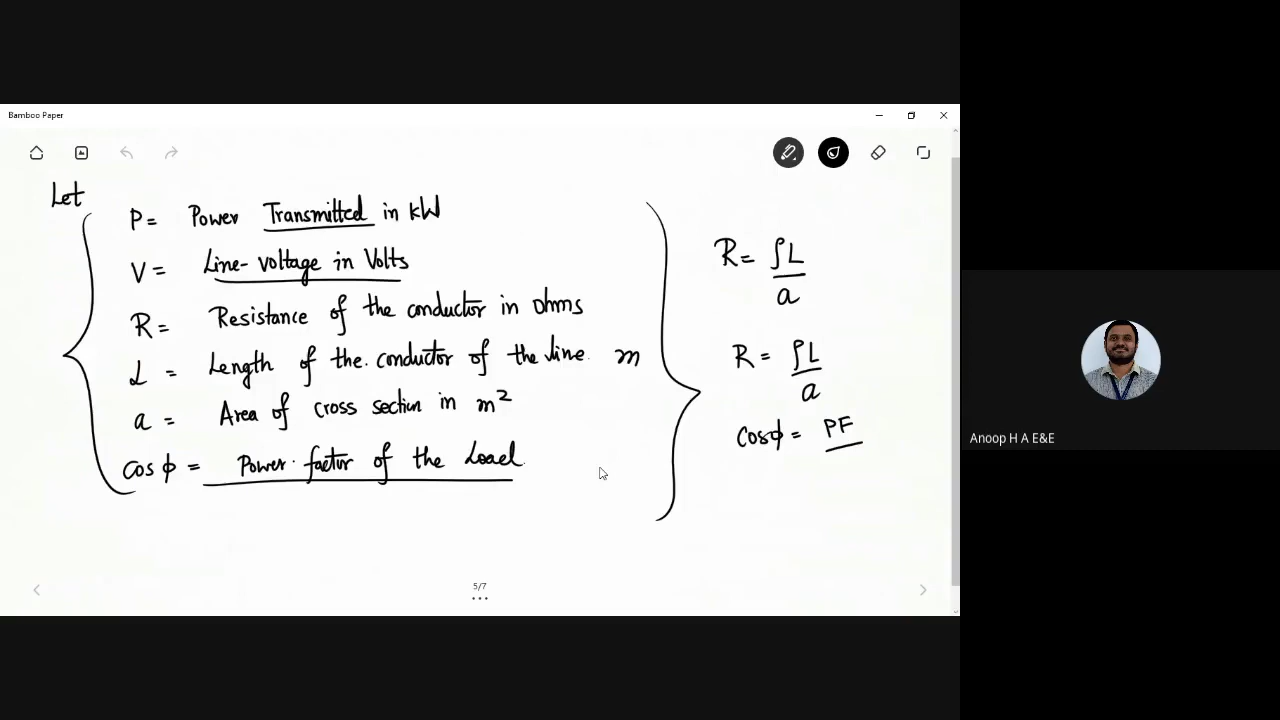 Bamboo Paper
Let
P = Power Transmitted in kW
V = Line-voltage in Volts
R = Resistance of the conductor in ohms
L = Length of the conductor of the line m
a = Area of cross section in m²
cos φ = Power factor of the Load.
R = ρL
a
R = ρL
a
cosφ = PF
Anoop H A E&E
5/7